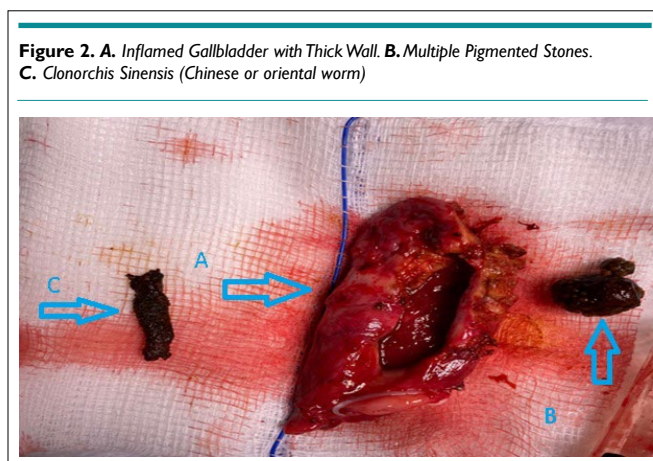 Figure 2. A. Inflamed Gallbladder with Thick Wall. B. Multiple Pigmented Stones.
C. Clonorchis Sinensis (Chinese or oriental worm)
C
A
B